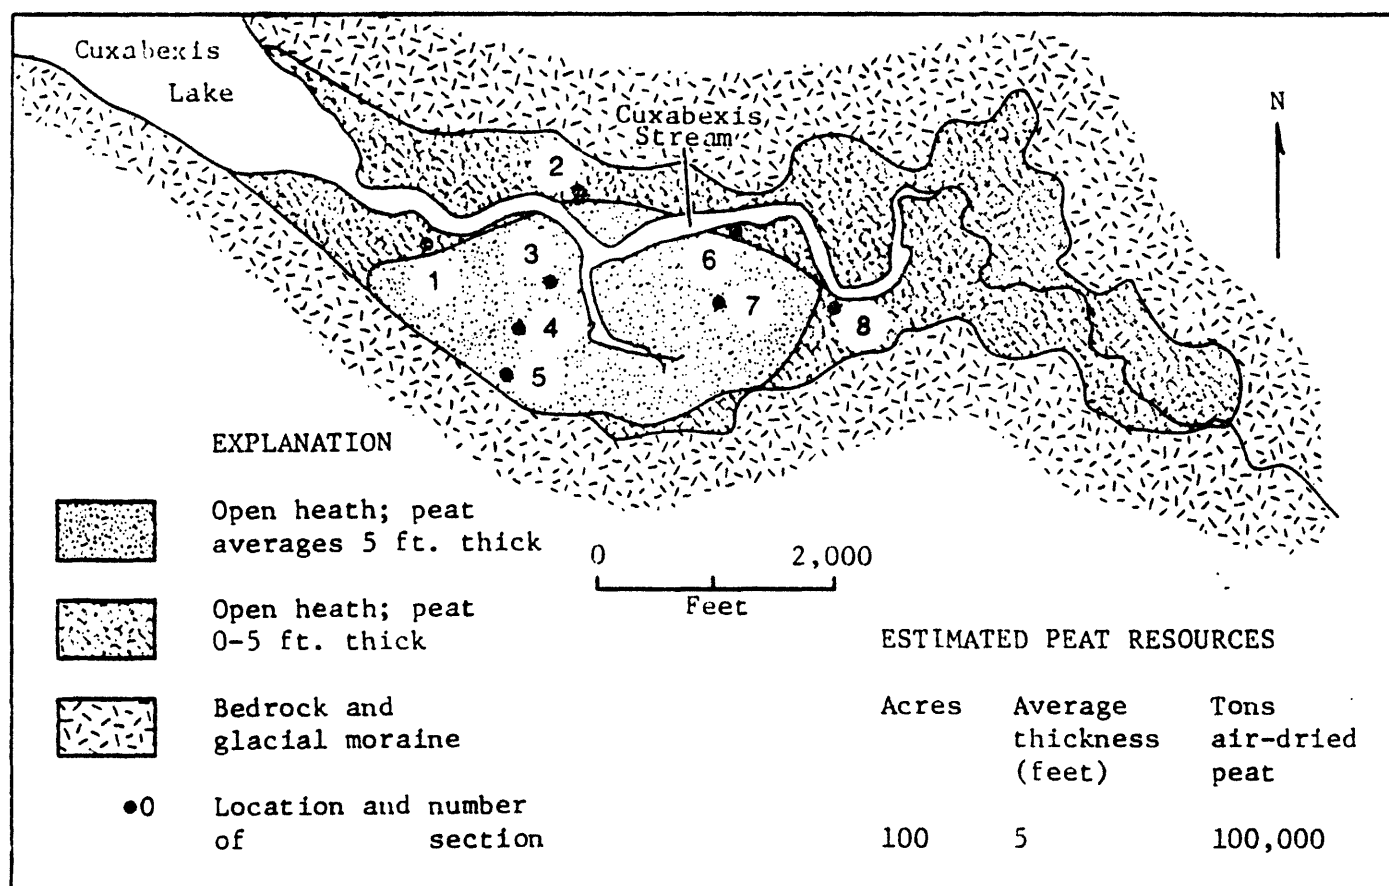 Cuxabexis
Lake
Cuxabexis
Stream
N
2
3
1
6
7
4
8
5
EXPLANATION
Open heath; peat
averages 5 ft. thick
Open heath; peat
0-5 ft. thick
Bedrock and
glacial moraine
0 Location and number
of section
0 2,000
Feet
ESTIMATED PEAT RESOURCES
Acres Average Tons
thickness air-dried
(feet) peat
100 5 100,000